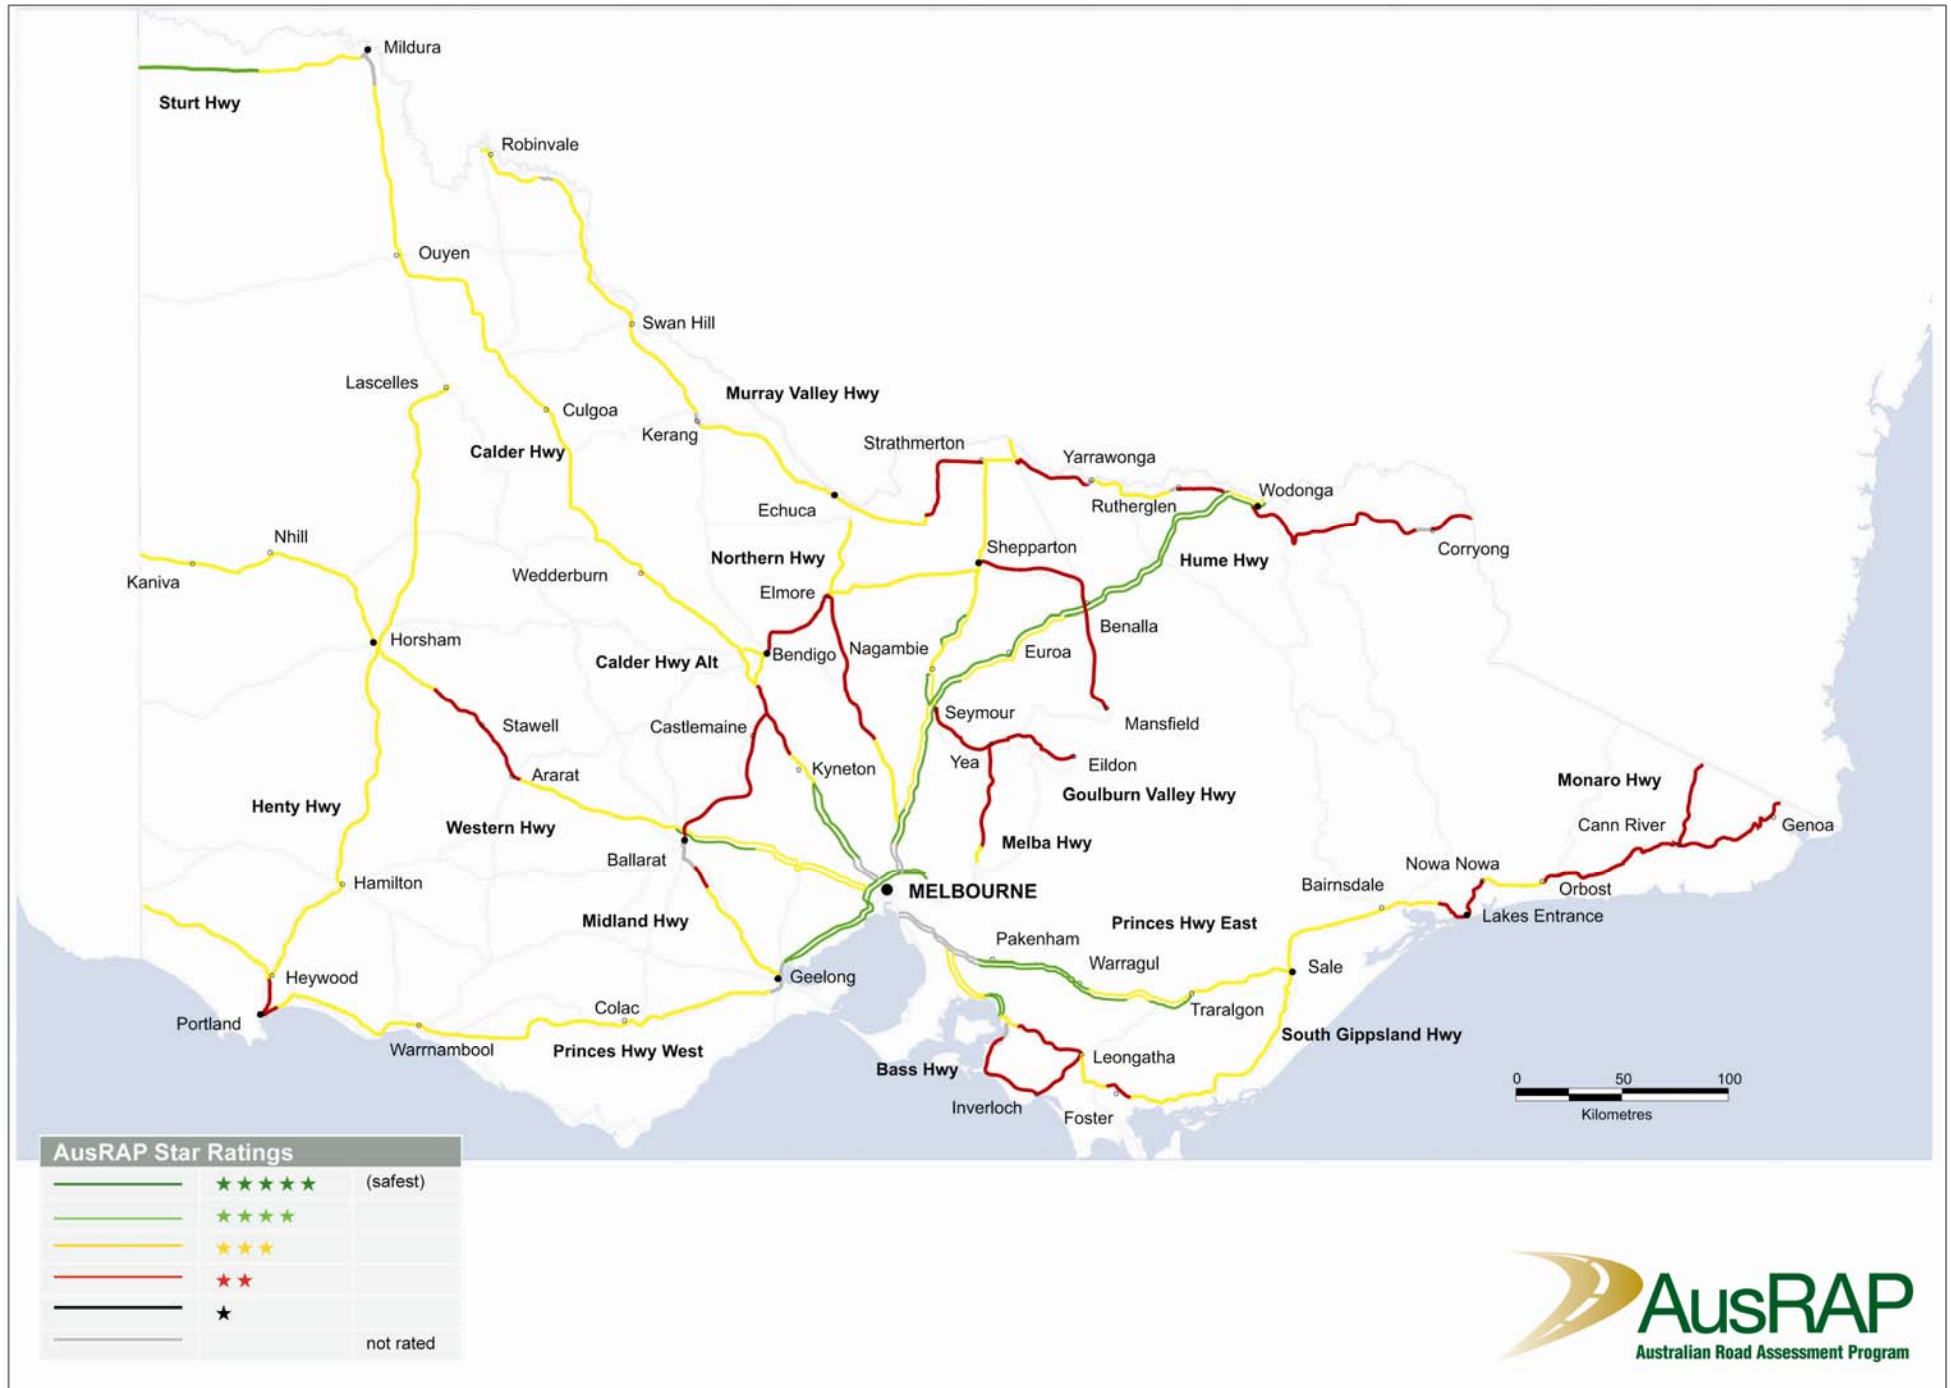 Mildura
Sturt Hwy
Robinvale
Ouyen
Swan Hill
Lascelles
Murray Valley Hwy
Culgoa
Kerang
Strathmerton
Calder Hwy
Yarrawonga
Wodonga
Rutherglen
Echuca
Nhill
Shepparton
Corryong
Northern Hwy
Hume Hwy
Kaniva
Wedderburn
Elmore
Benalla
Horsham
Nagambie
Euroa
Bendigo
Calder Hwy Alt
Seymour
Mansfield
Stawell
Castlemaine
Yea
Eildon
Kyneton
Ararat
Monaro Hwy
Goulburn Valley Hwy
Henty Hwy
Cann River
Genoa
Western Hwy
Melba Hwy
Ballarat
Nowa Nowa
Hamilton
Bairnsdale
Orbost
MELBOURNE
Lakes Entrance
Midland Hwy
Princes Hwy East
Pakenham
Warragul
Sale
Heywood
Geelong
Colac
Traralgon
Portland
South Gippsland Hwy
Warrnambool
Princes Hwy West
Leongatha
Bass Hwy
0 50 100
Inverloch
Foster
Kilometres
AusRAP Star Ratings
(safest)
not rated
AusRAP
Australian Road Assessment Program